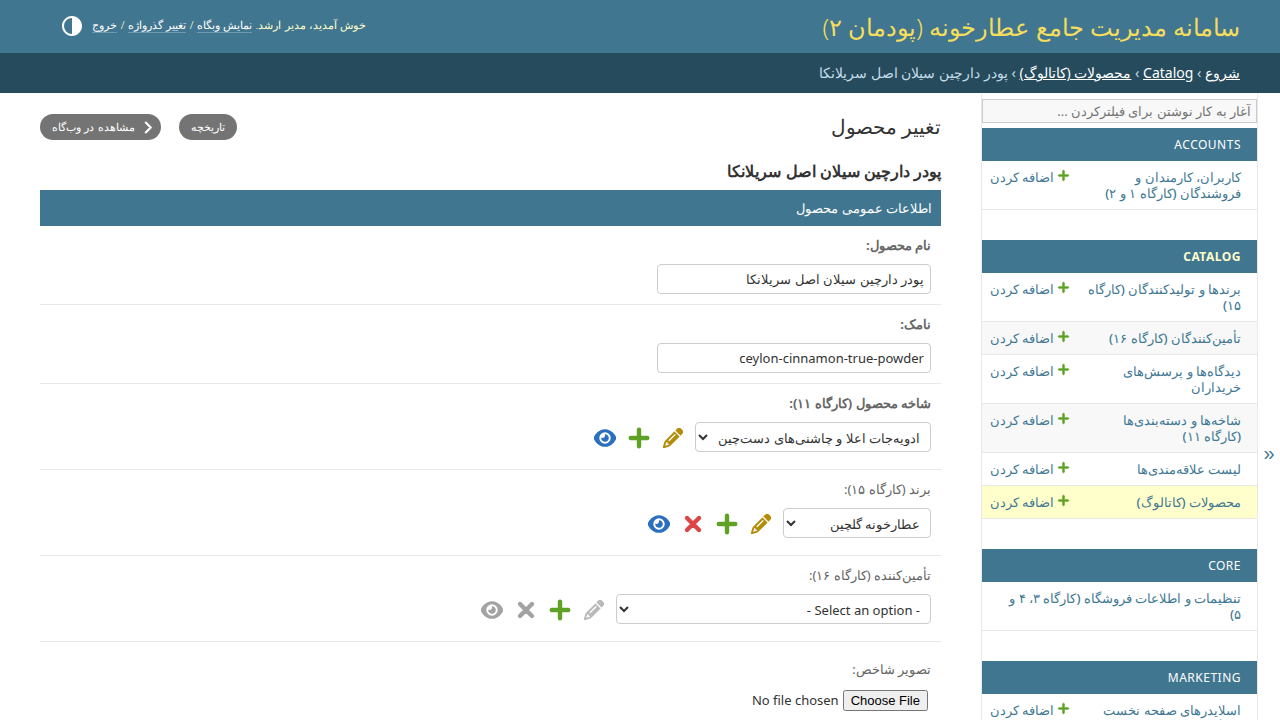 سامانه مدیریت جامع عطارخونه (پودمان ۲)
خوش آمدید، مدیر ارشد. نمایش وبگاه / تغییر گذرواژه / خروج
شروع › Catalog › محصولات (کاتالوگ) › پودر دارچین سیلان اصل سریلانکا
آغار به کار نوشتن برای فیلترکردن ...
ACCOUNTS
کاربران، کارمندان و
فروشندگان (کارگاه ۱ و ۲)
اضافه کردن
CATALOG
برندها و تولیدکنندگان (کارگاه
۱۵)
اضافه کردن
تأمین‌کنندگان (کارگاه ۱۶)
اضافه کردن
دیدگاه‌ها و پرسش‌های
خریداران
اضافه کردن
شاخه‌ها و دسته‌بندی‌ها
(کارگاه ۱۱)
اضافه کردن
لیست علاقه‌مندی‌ها
اضافه کردن
محصولات (کاتالوگ)
اضافه کردن
CORE
تنظیمات و اطلاعات فروشگاه (کارگاه ۳، ۴ و
۵)
MARKETING
اسلایدرهای صفحه نخست
اضافه کردن
»
تغییر محصول
تاریخچه
مشاهده در وب‌گاه
پودر دارچین سیلان اصل سریلانکا
اطلاعات عمومی محصول
نام محصول:
پودر دارچین سیلان اصل سریلانکا
نامک:
ceylon-cinnamon-true-powder
شاخه محصول (کارگاه ۱۱):
ادویه‌جات اعلا و چاشنی‌های دست‌چین
برند (کارگاه ۱۵):
عطارخونه گلچین
تأمین‌کننده (کارگاه ۱۶):
- Select an option -
تصویر شاخص:
Choose File No file chosen